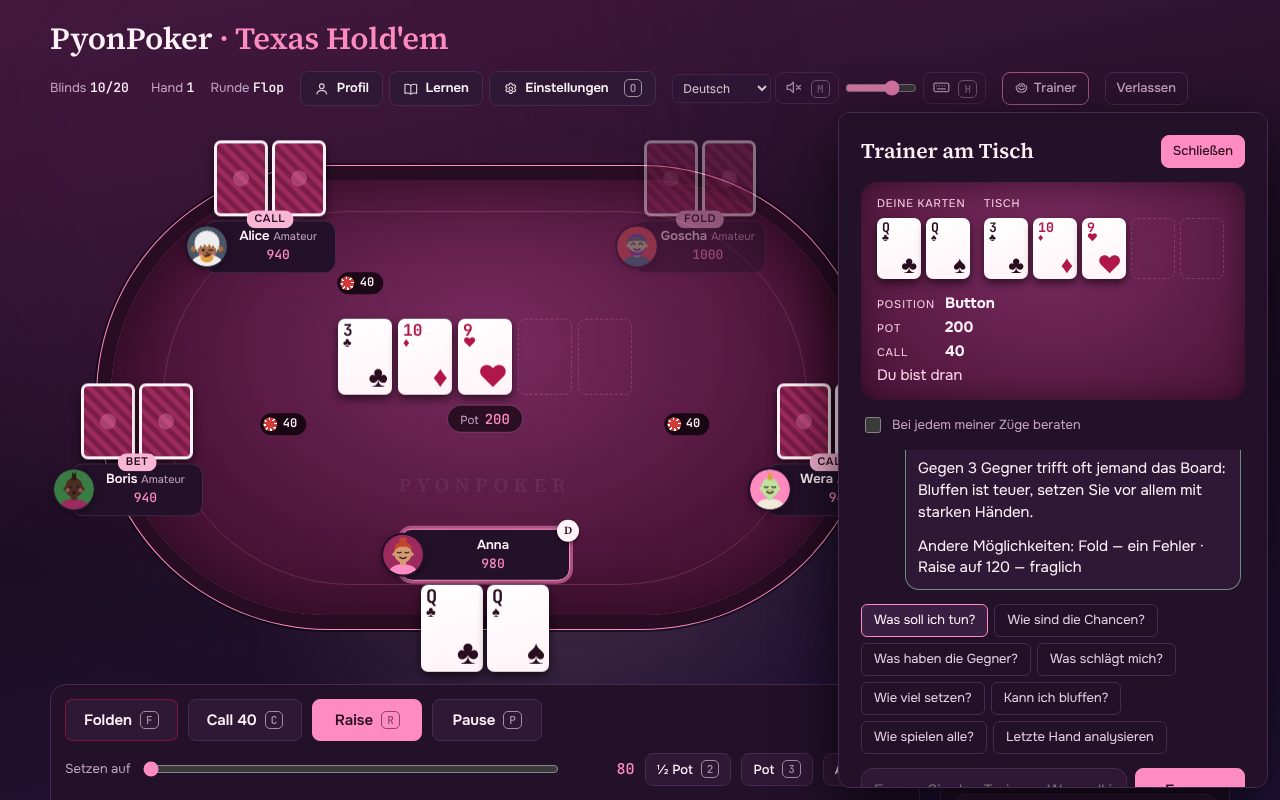 PyonPoker · Texas Hold'em
Blinds 10/20 Hand 1 Runde Flop Profil Lernen Einstellungen O Deutsch M H Trainer Verlassen
Trainer am Tisch Schließen
DEINE KARTEN TISCH
Q Q 3 10 9
POSITION Button
POT 200
CALL 40
Du bist dran
Bei jedem meiner Züge beraten
Gegen 3 Gegner trifft oft jemand das Board:
Bluffen ist teuer, setzen Sie vor allem mit
starken Händen.
Andere Möglichkeiten: Fold — ein Fehler ·
Raise auf 120 — fraglich
Was soll ich tun? Wie sind die Chancen?
Was haben die Gegner? Was schlägt mich?
Wie viel setzen? Kann ich bluffen?
Wie spielen alle? Letzte Hand analysieren
CALL
Alice Amateur
940
40
FOLD
Goscha Amateur
1000
3 10 9
Pot 200
40
40
BET
Boris Amateur
940
Wera
PYONPOKER
D
Anna
980
Q Q
Folden F Call 40 C Raise R Pause P
Setzen auf 80 ½ Pot 2 Pot 3